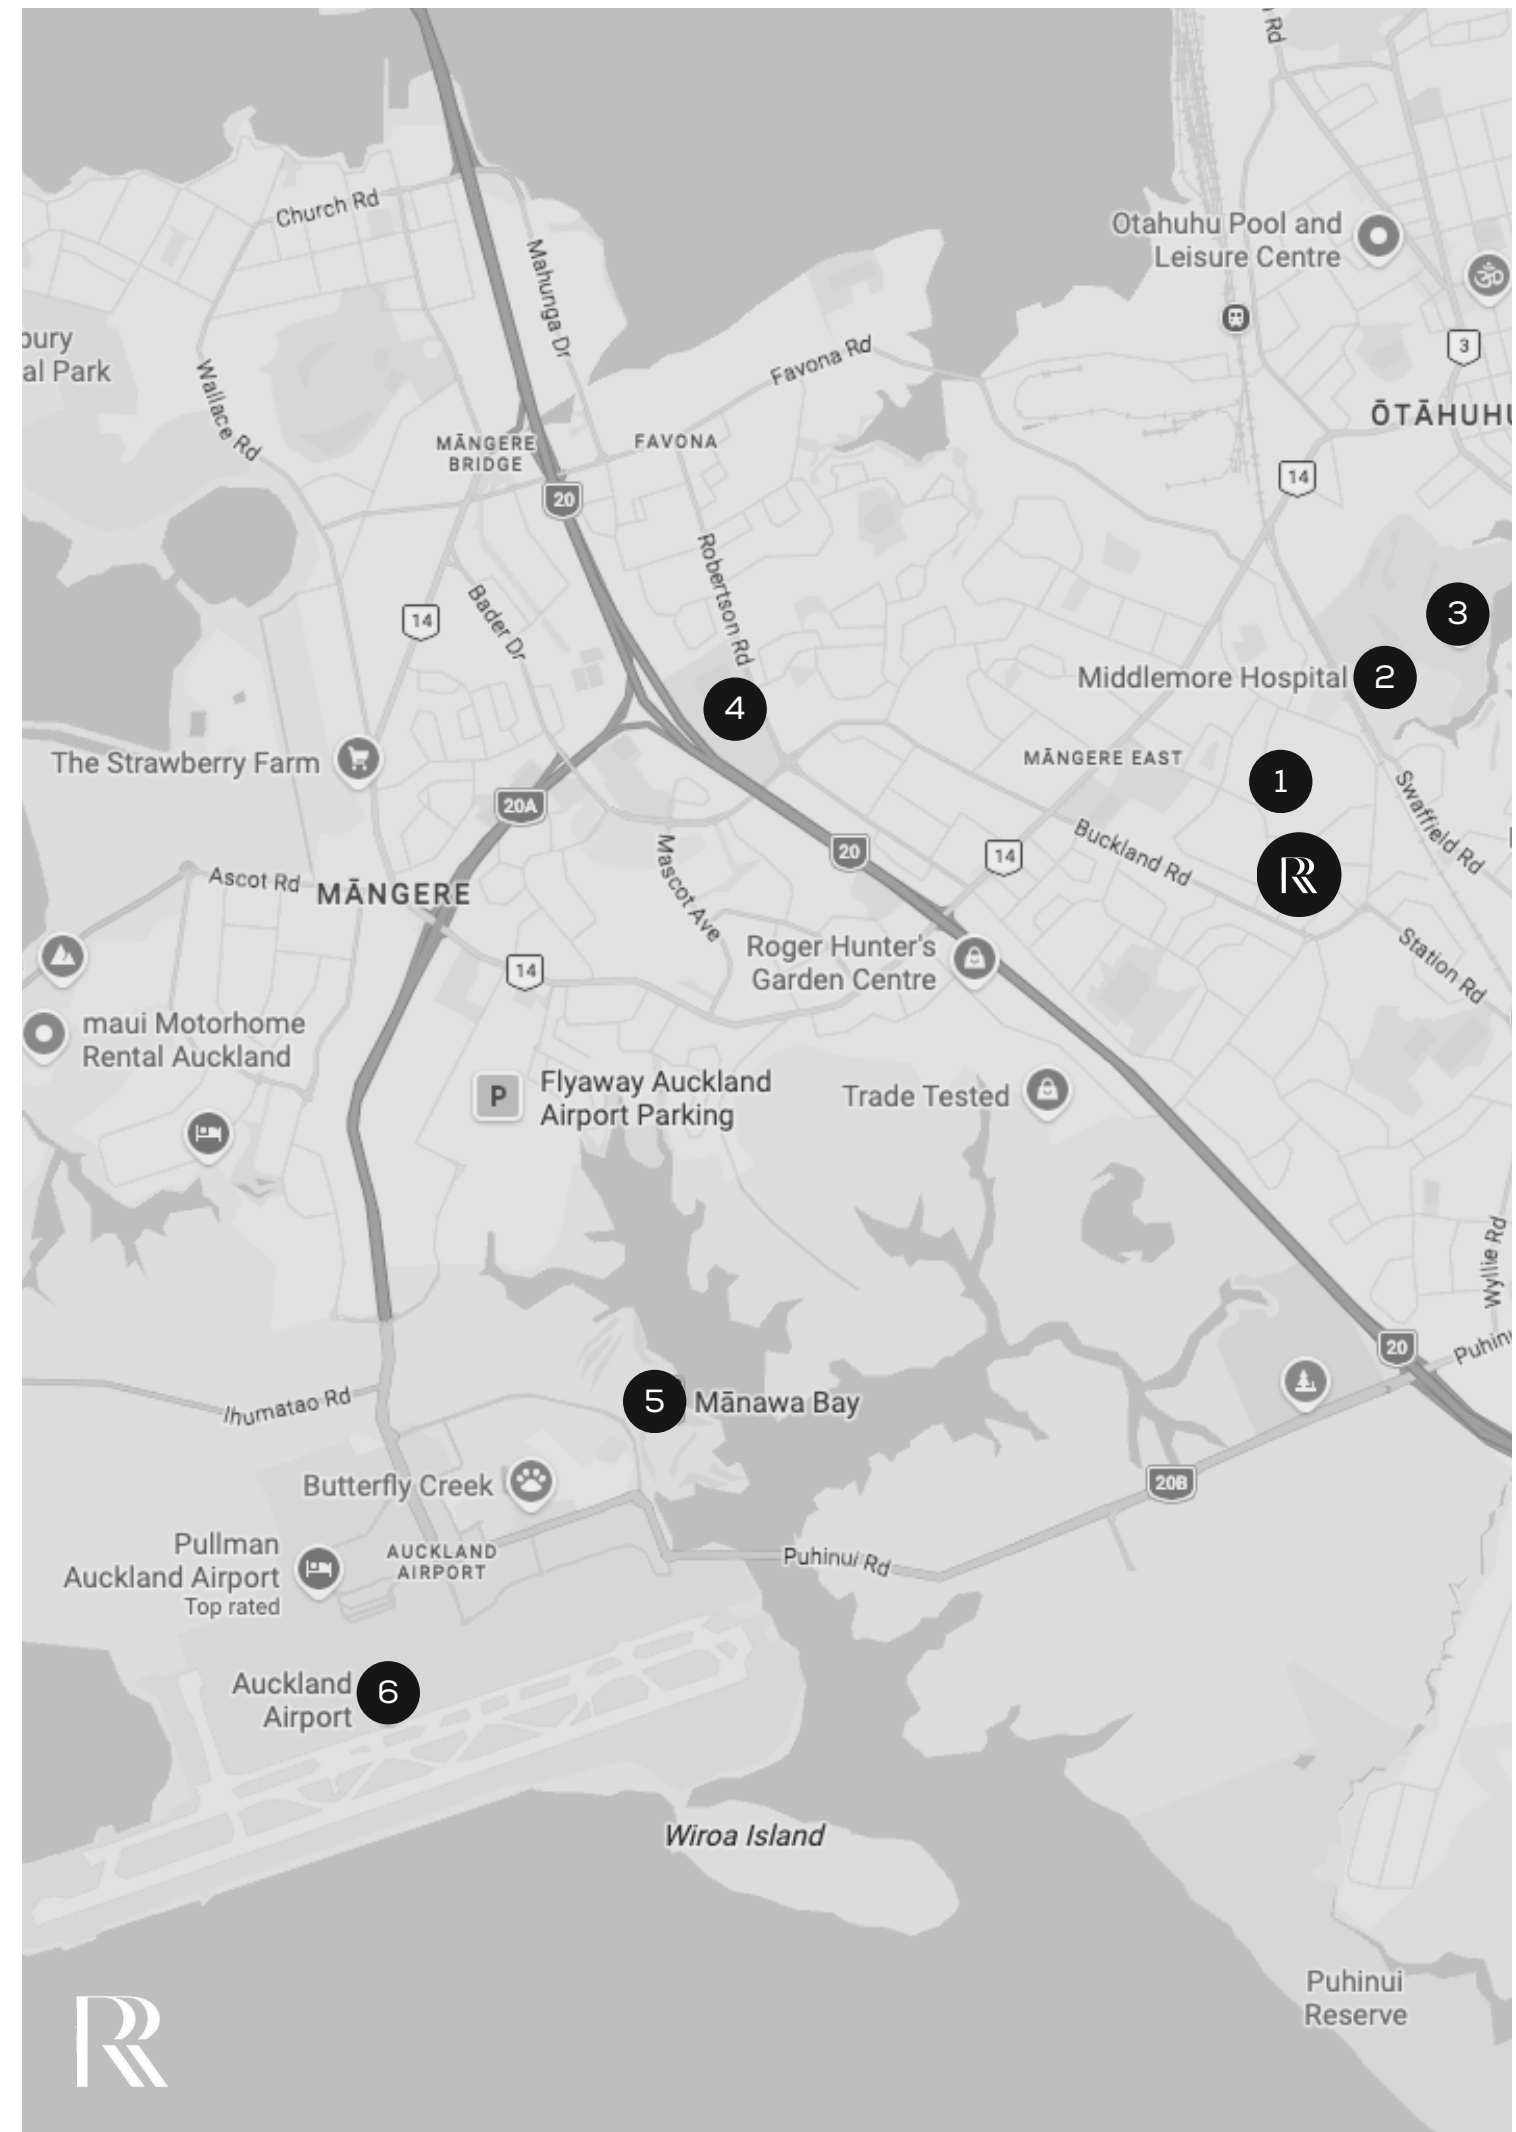 Rd
Church Rd
Mahunga Dr
Otahuhu Pool and
Leisure Centre
bury
al Park
Favona Rd
3
Wallace Rd
ŌTĀHUHU
MĀNGERE
BRIDGE
FAVONA
20
14
Robertson Rd
Bader Dr
14
3
Middlemore Hospital
2
4
The Strawberry Farm
MĀNGERE EAST
1
20A
Swaffield Rd
Buckland Rd
20
14
Mascot Ave
Ascot Rd
MĀNGERE
R
Roger Hunter's
Garden Centre
Station Rd
14
maui Motorhome
Rental Auckland
P
Flyaway Auckland
Airport Parking
Trade Tested
Wyllie Rd
20
Puhinu
Ihumatao Rd
5
Mānawa Bay
Butterfly Creek
20B
Pullman
Auckland Airport
Top rated
AUCKLAND
AIRPORT
Puhinui Rd
Auckland
Airport
6
Wiroa Island
Puhinui
Reserve
R